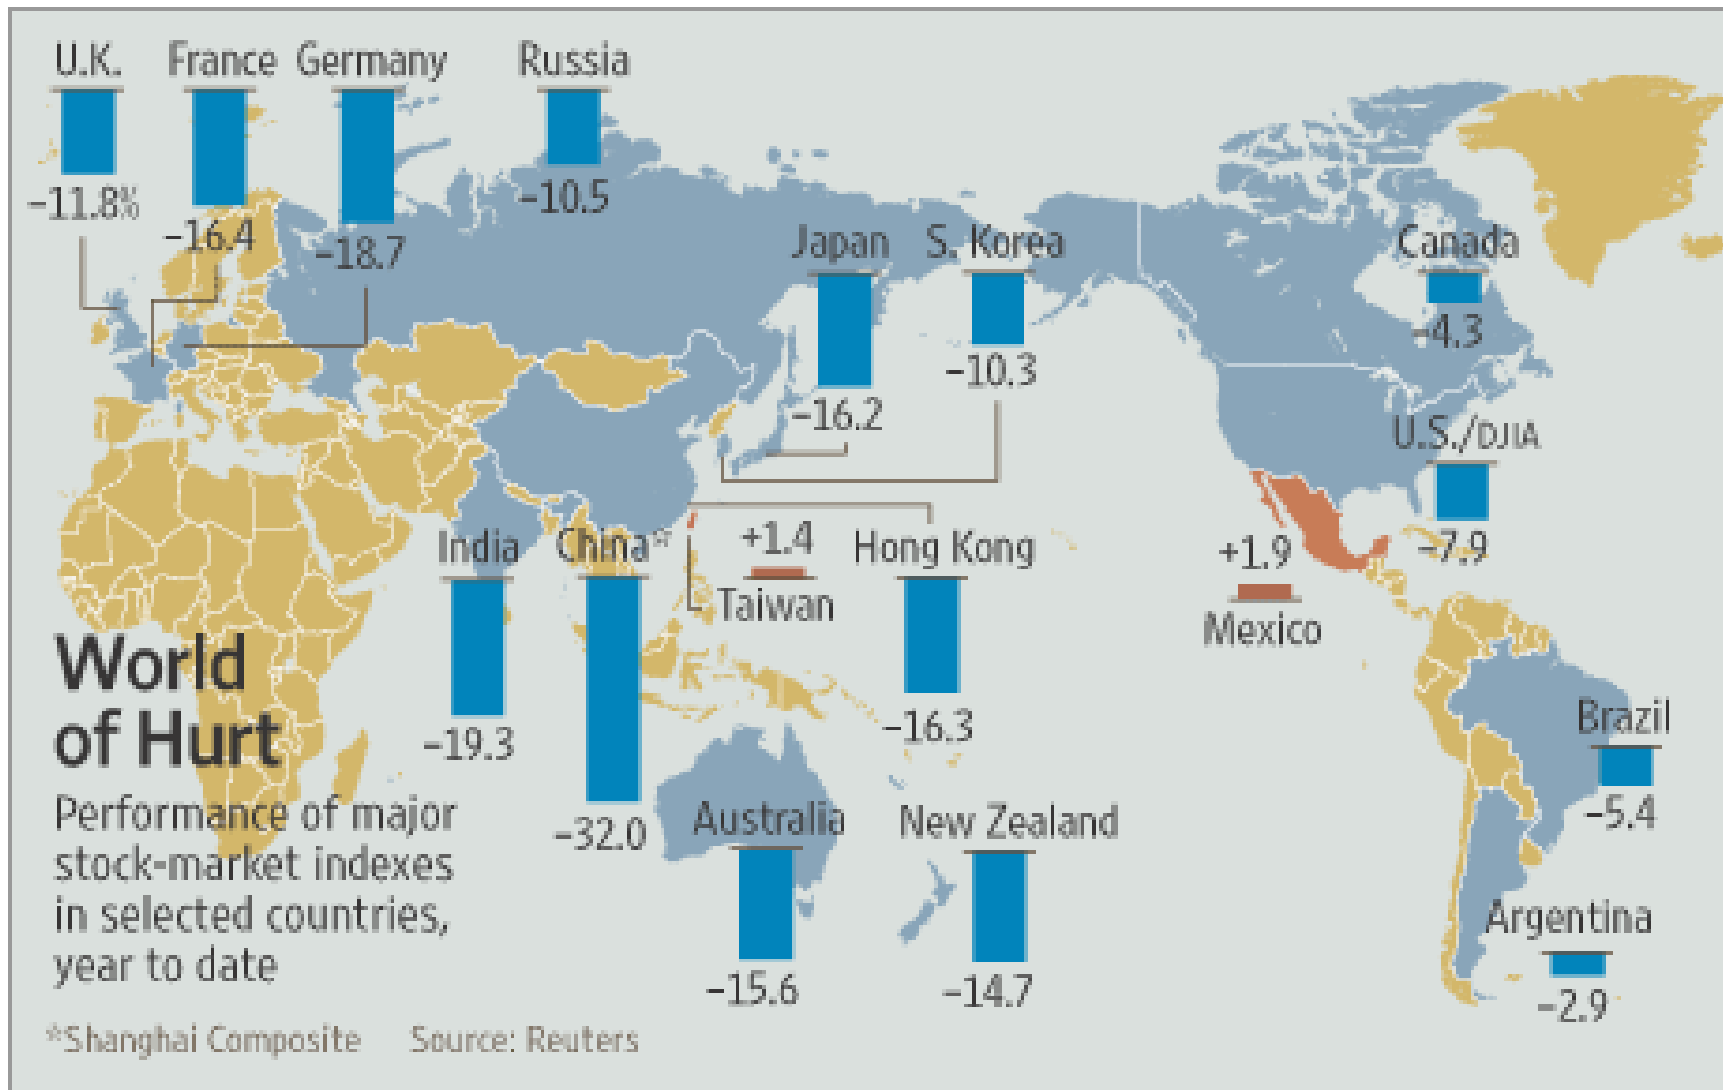 U.K. France Germany Russia
−11.8%
−16.4
−18.7
−10.5
Japan S. Korea Canada
−16.2
−10.3
−4.3
U.S./DJIA
−7.9
India China* +1.4 Hong Kong
Taiwan
+1.9
Mexico
−19.3
−32.0
−16.3
World
of Hurt
Performance of major
stock-market indexes
in selected countries,
year to date
Australia New Zealand
−15.6
−14.7
Brazil
−5.4
Argentina
−2.9
*Shanghai Composite Source: Reuters